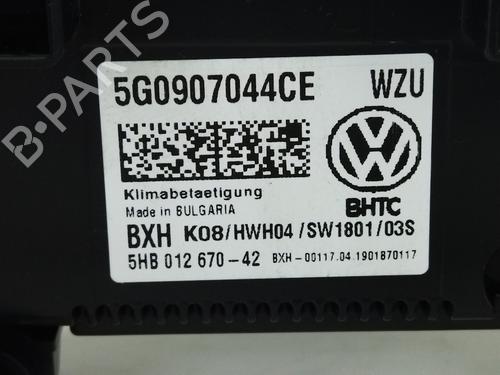 5G0907044CE WZU
Klimabetaetigung
Made in BULGARIA
BHTC
BXH K08/HWH04/SW1801/03S
5HB 012 670-42 BXH-00117.04.1901870117
B-PARTS